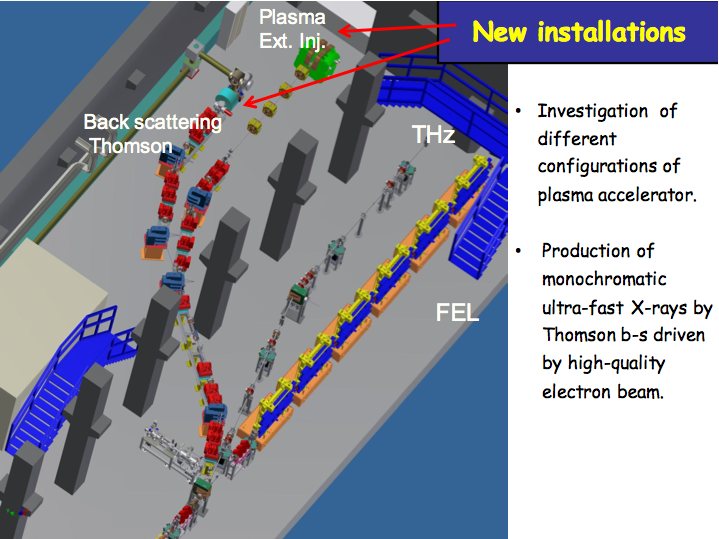 Plasma
Ext. Inj.
New installations
Back scattering
Thomson
THz
FEL
• Investigation of
different
configurations of
plasma accelerator.
• Production of
monochromatic
ultra-fast X-rays by
Thomson b-s driven
by high-quality
electron beam.